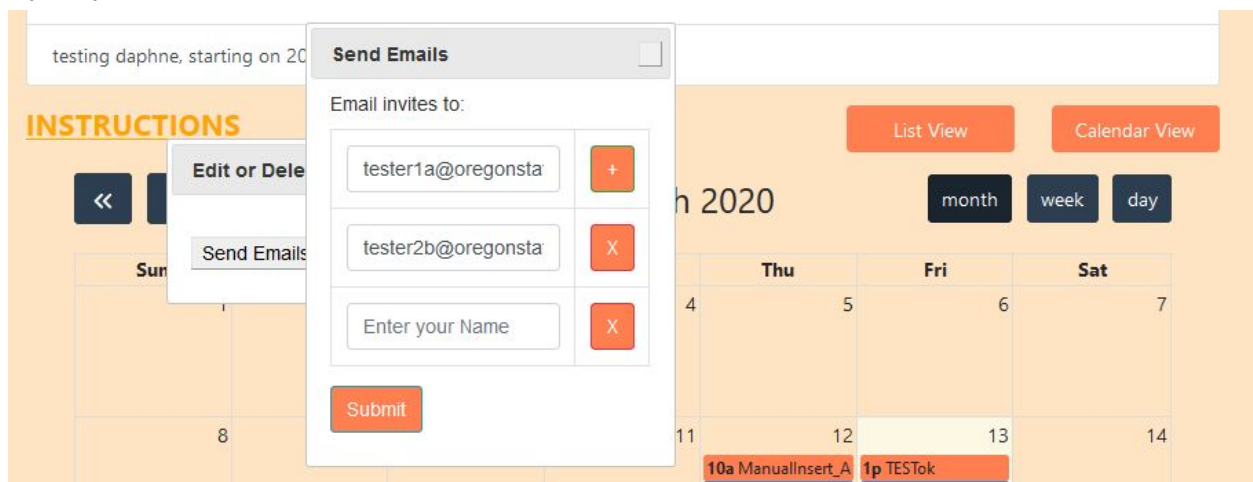 testing daphne, starting on 20
Send Emails
Email invites to:
INSTRUCTIONS
List View
Calendar View
Edit or Dele
tester1a@oregonsta
+
«
h 2020
month
week
day
Send Emails
tester2b@oregonsta
X
Sun
Thu
Fri
Sat
Enter your Name
X
4
5
6
7
Submit
8
11
12
13
14
10a ManualInsert_A
1p TESTok